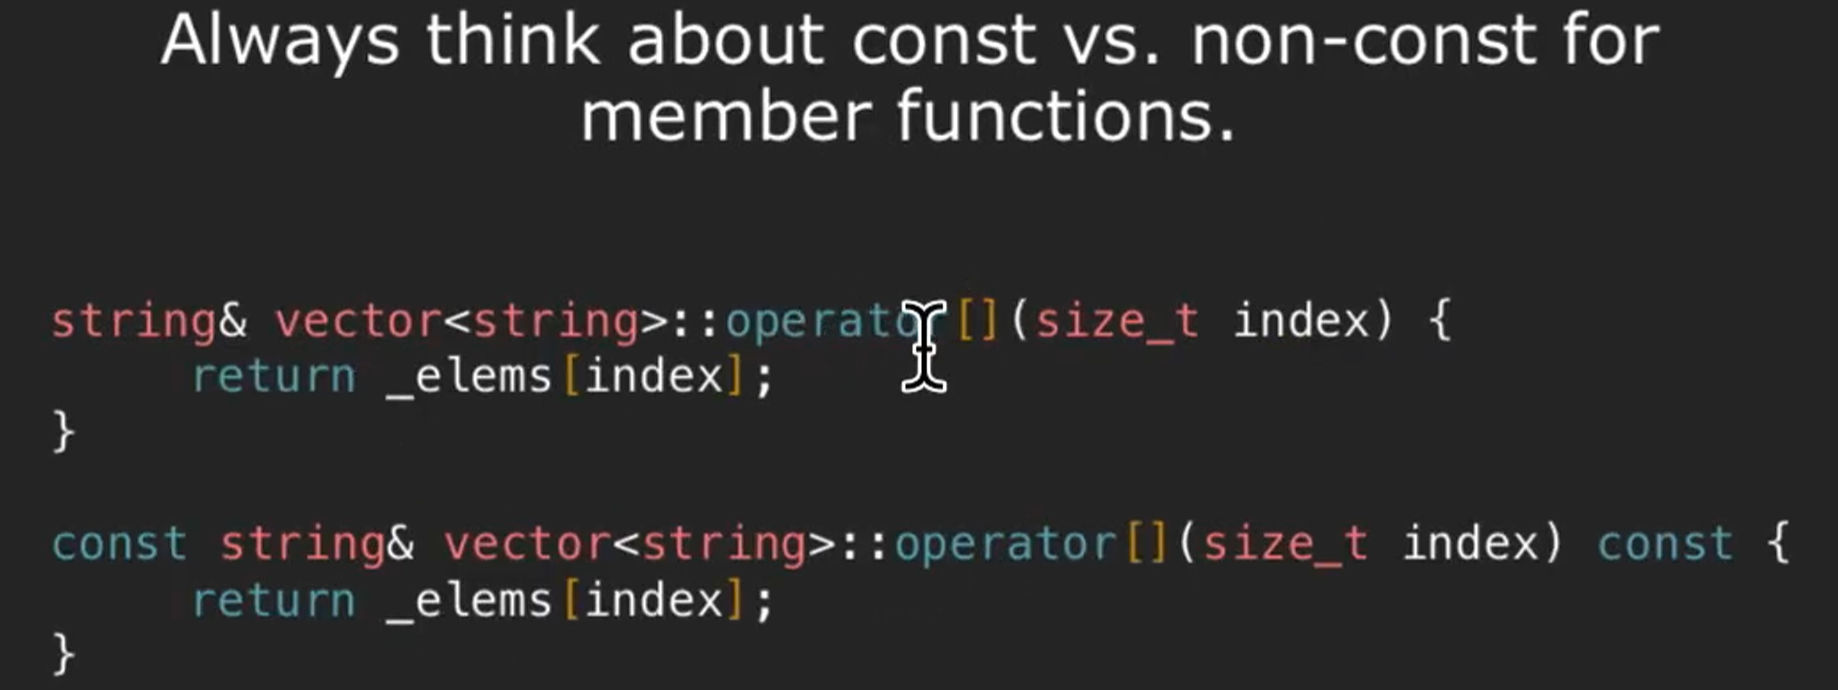 Always think about const vs. non-const for
member functions.
string& vector<string>::operator[](size_t index) {
return _elems[index];
}
const string& vector<string>::operator[](size_t index) const {
return _elems[index];
}